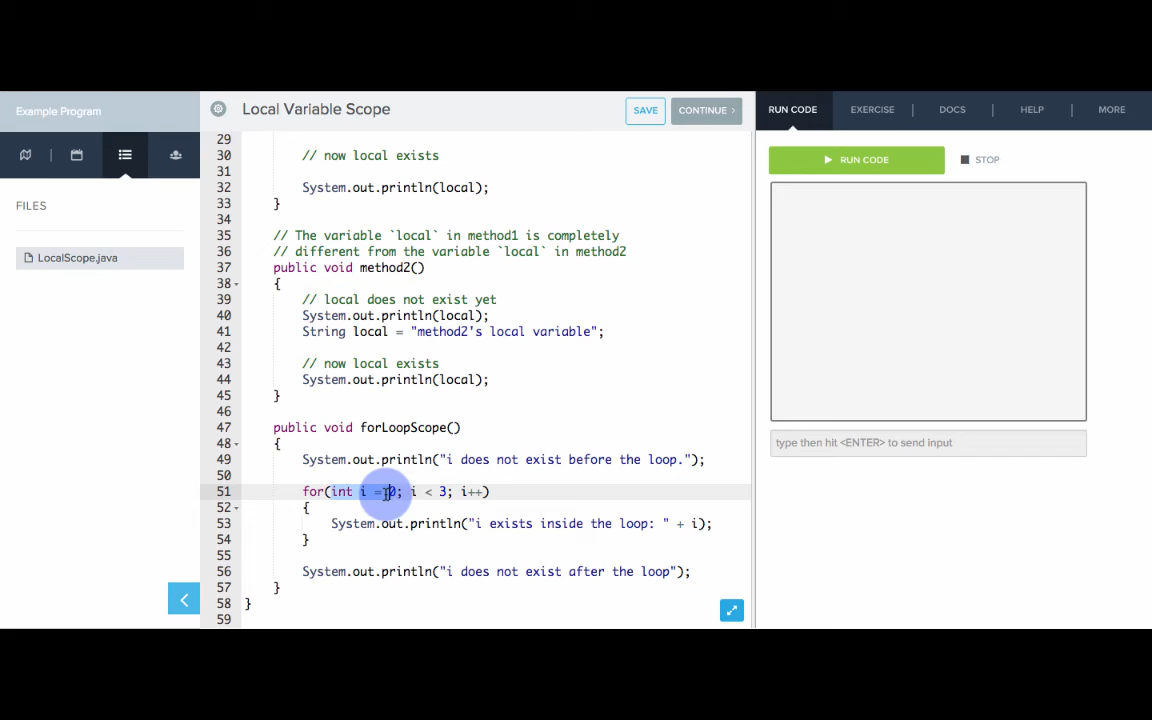 Example Program
Local Variable Scope
SAVE
CONTINUE
RUN CODE
EXERCISE
DOCS
HELP
MORE
FILES
LocalScope.java
29
30 // now local exists
31
32 System.out.println(local);
33 }
34
35 // The variable `local` in method1 is completely
36 // different from the variable `local` in method2
37 public void method2()
38 {
39 // local does not exist yet
40 System.out.println(local);
41 String local = "method2's local variable";
42
43 // now local exists
44 System.out.println(local);
45 }
46
47 public void forLoopScope()
48 {
49 System.out.println("i does not exist before the loop.");
50
51 for(int i = 0; i < 3; i++)
52 {
53 System.out.println("i exists inside the loop: " + i);
54 }
55
56 System.out.println("i does not exist after the loop");
57 }
58 }
59
RUN CODE
STOP
type then hit <ENTER> to send input